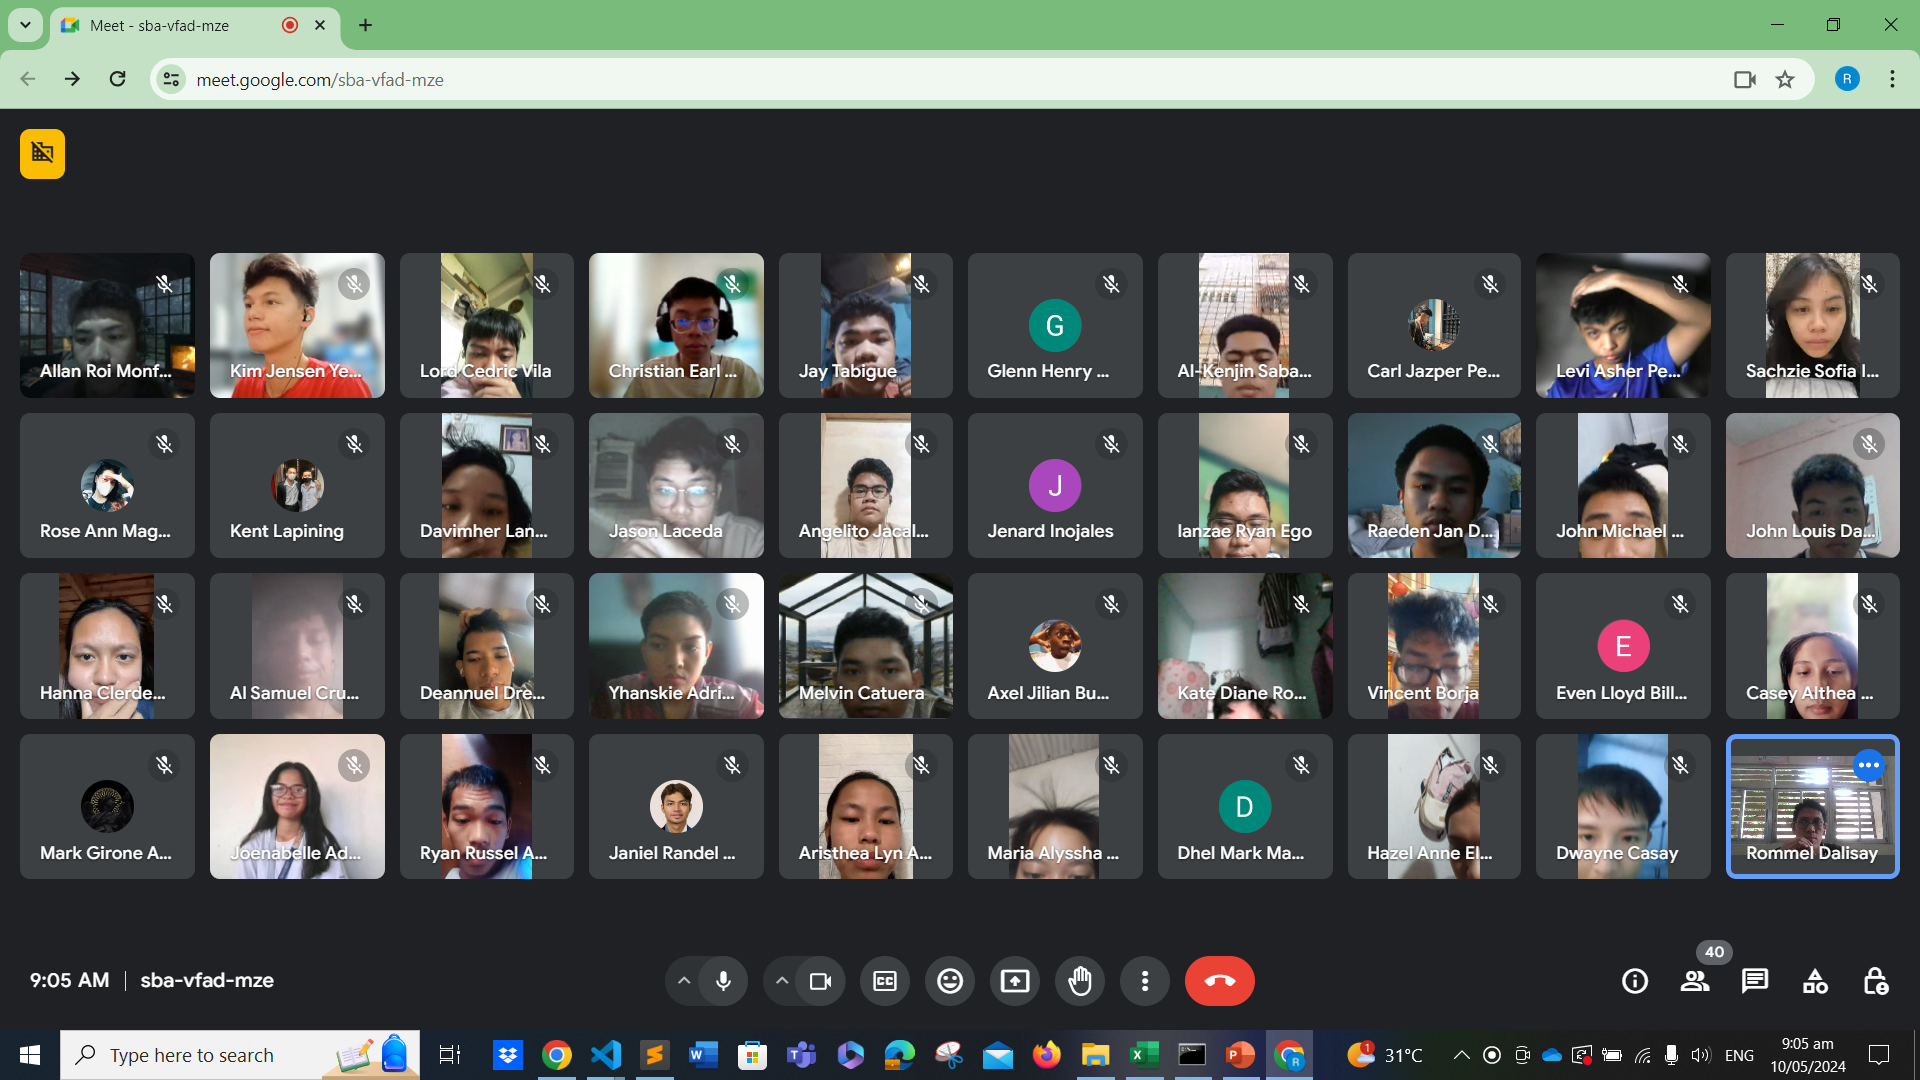 Meet - sba-vfad-mze
meet.google.com/sba-vfad-mze
R
Allan Roi Monf...
Kim Jensen Ye...
Lord Cedric Vila
Christian Earl ...
Jay Tabigue
G
Glenn Henry ...
Al-Kenjin Saba...
Carl Jazper Pe...
Levi Asher Pe...
Sachzie Sofia I...
Rose Ann Mag...
Kent Lapining
Davimher Lan...
Jason Laceda
Angelito Jacal...
J
Jenard Inojales
Ianzae Ryan Ego
Raeden Jan D...
John Michael ...
John Louis Da...
Hanna Clerde...
Al Samuel Cru...
Deannuel Dre...
Yhanskie Adri...
Melvin Catuera
Axel Jilian Bu...
Kate Diane Ro...
Vincent Borja
E
Even Lloyd Bill...
Casey Althea ...
Mark Girone A...
Joenabelle Ad...
Ryan Russel A...
Janiel Randel ...
Aristhea Lyn A...
Maria Alyssha ...
D
Dhel Mark Ma...
Hazel Anne El...
Dwayne Casay
Rommel Dalisay
9:05 AM | sba-vfad-mze
CC
40
Type here to search
1
31°C
ENG
9:05 am
10/05/2024